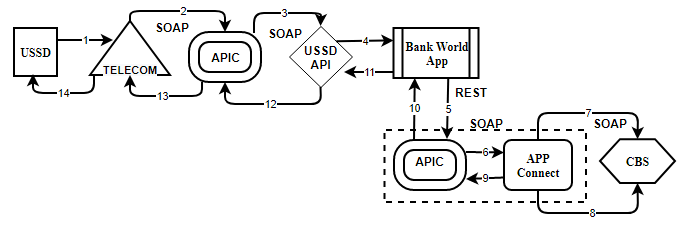 2
3
SOAP
SOAP
1
4
USSD
APIC
USSD
API
Bank World
App
TELECOM
11
14
13
12
REST
10
5
7
SOAP
SOAP
6
APIC
APP
Connect
CBS
9
8